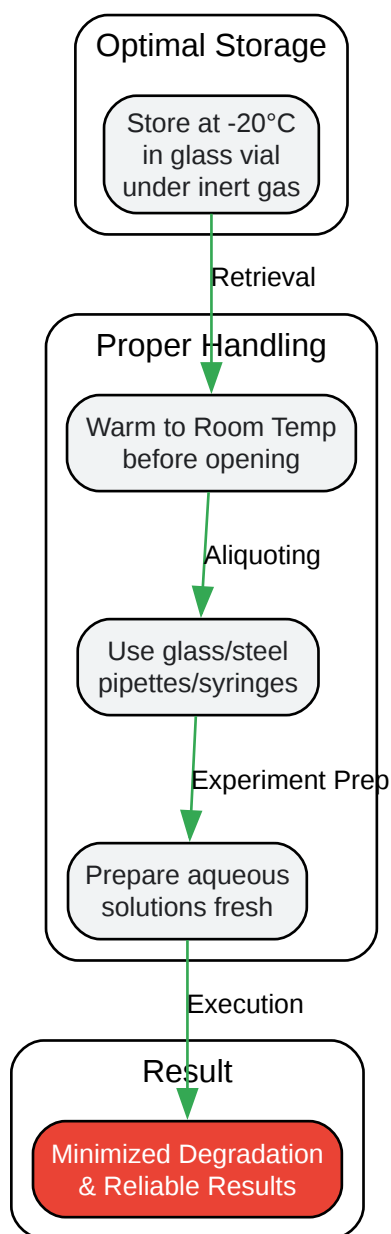 Optimal Storage
Store at -20°C
in glass vial
under inert gas
Retrieval
Proper Handling
Warm to Room Temp
before opening
Aliquoting
Use glass/steel
pipettes/syringes
Experiment Prep
Prepare aqueous
solutions fresh
Execution
Result
Minimized Degradation
& Reliable Results